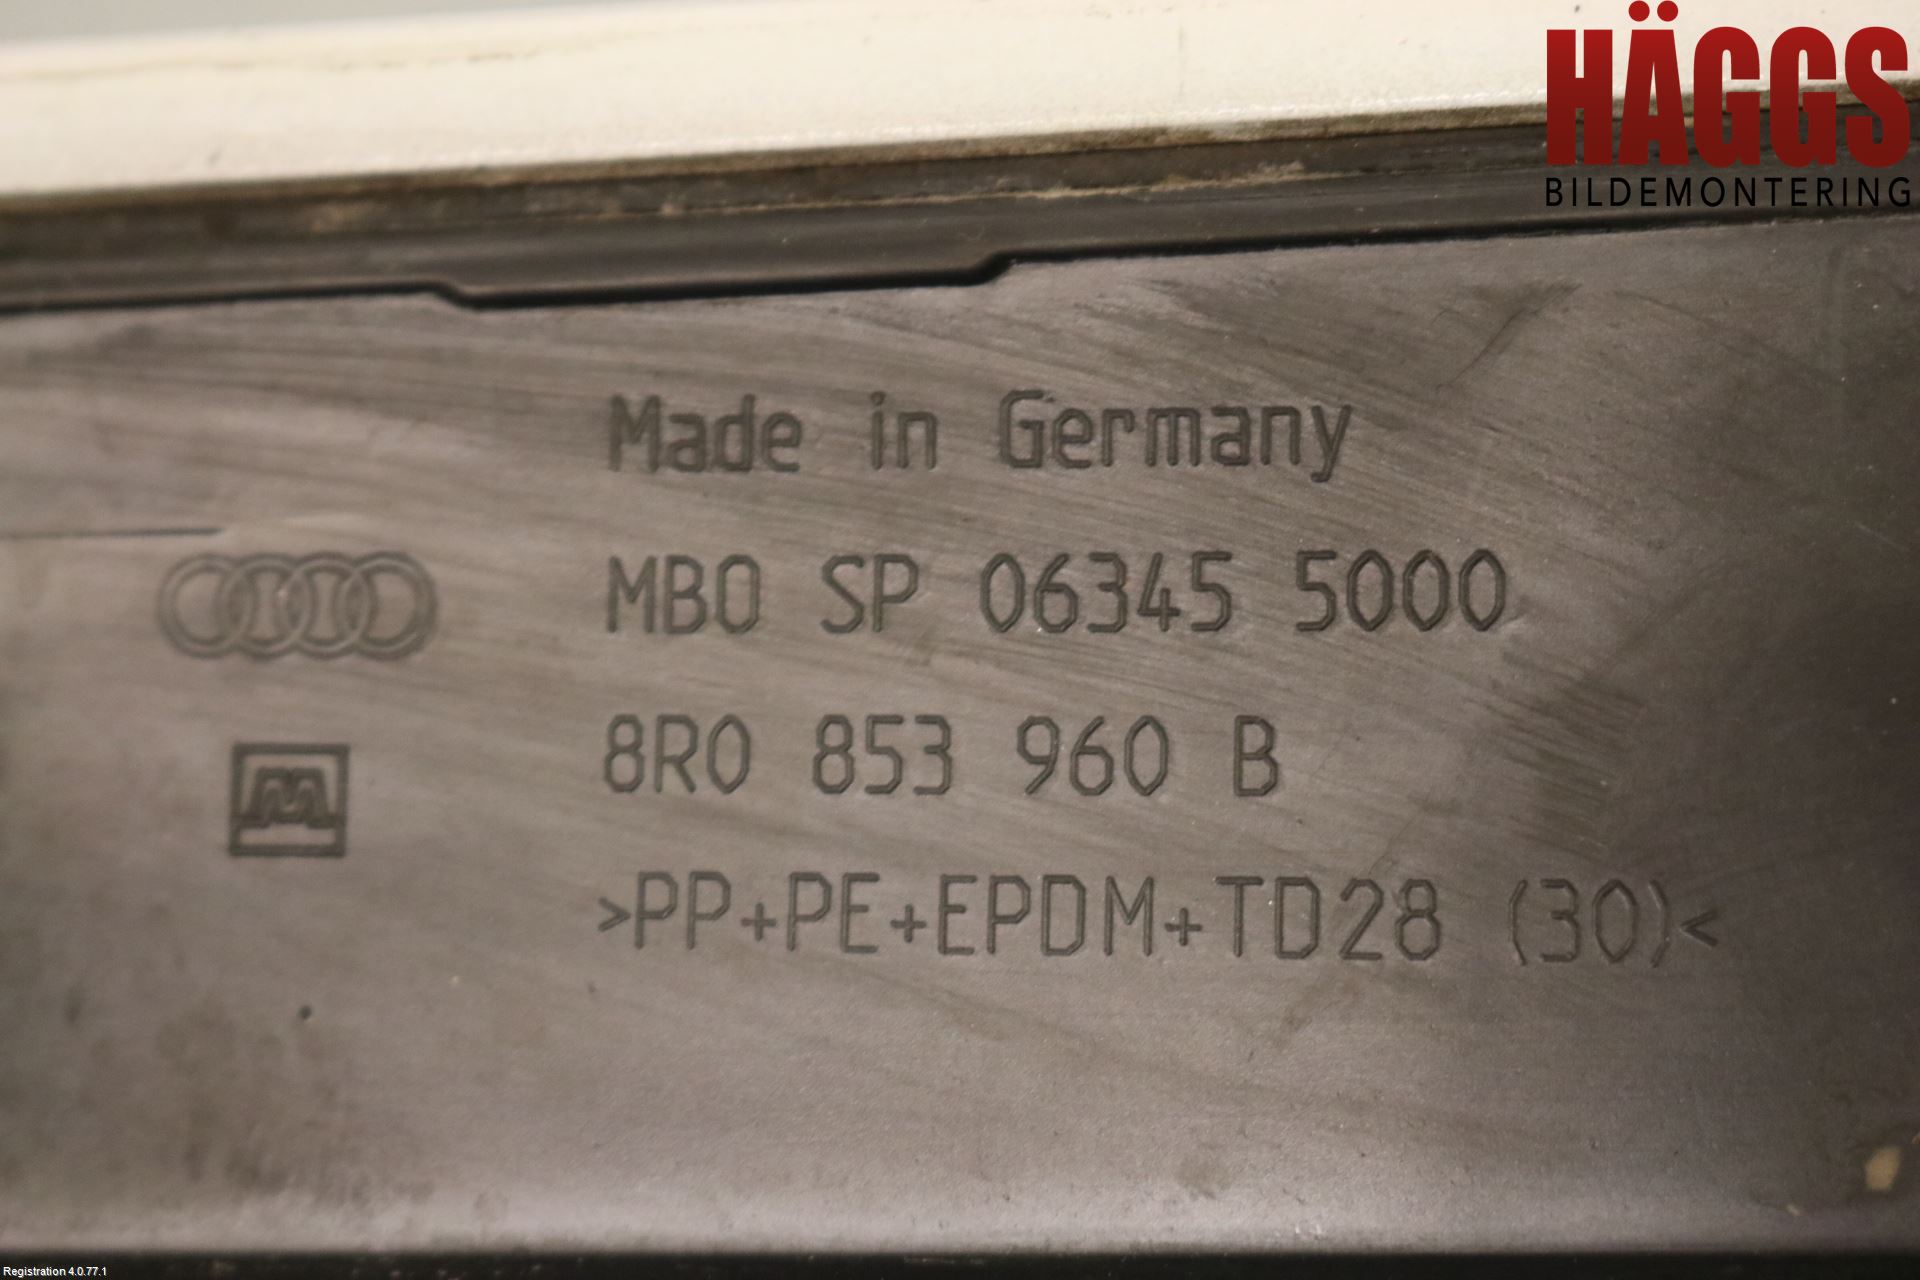 HÄGGS
BILDEMONTERING
Made in Germany
MBO SP 06345 5000
8R0 853 960 B
>PP+PE+EPDM+TD28 (30)<
Registration 4.0.77.1